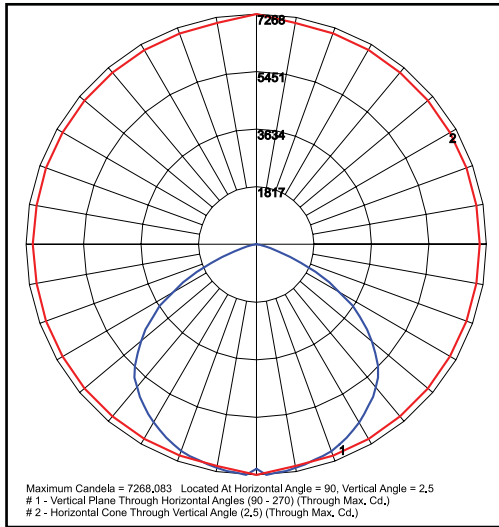 7268
5451
3634
2
1817
1
Maximum Candela = 7268.083 Located At Horizontal Angle = 90, Vertical Angle = 2.5
# 1 - Vertical Plane Through Horizontal Angles (90 - 270) (Through Max. Cd.)
# 2 - Horizontal Cone Through Vertical Angle (2.5) (Through Max. Cd.)